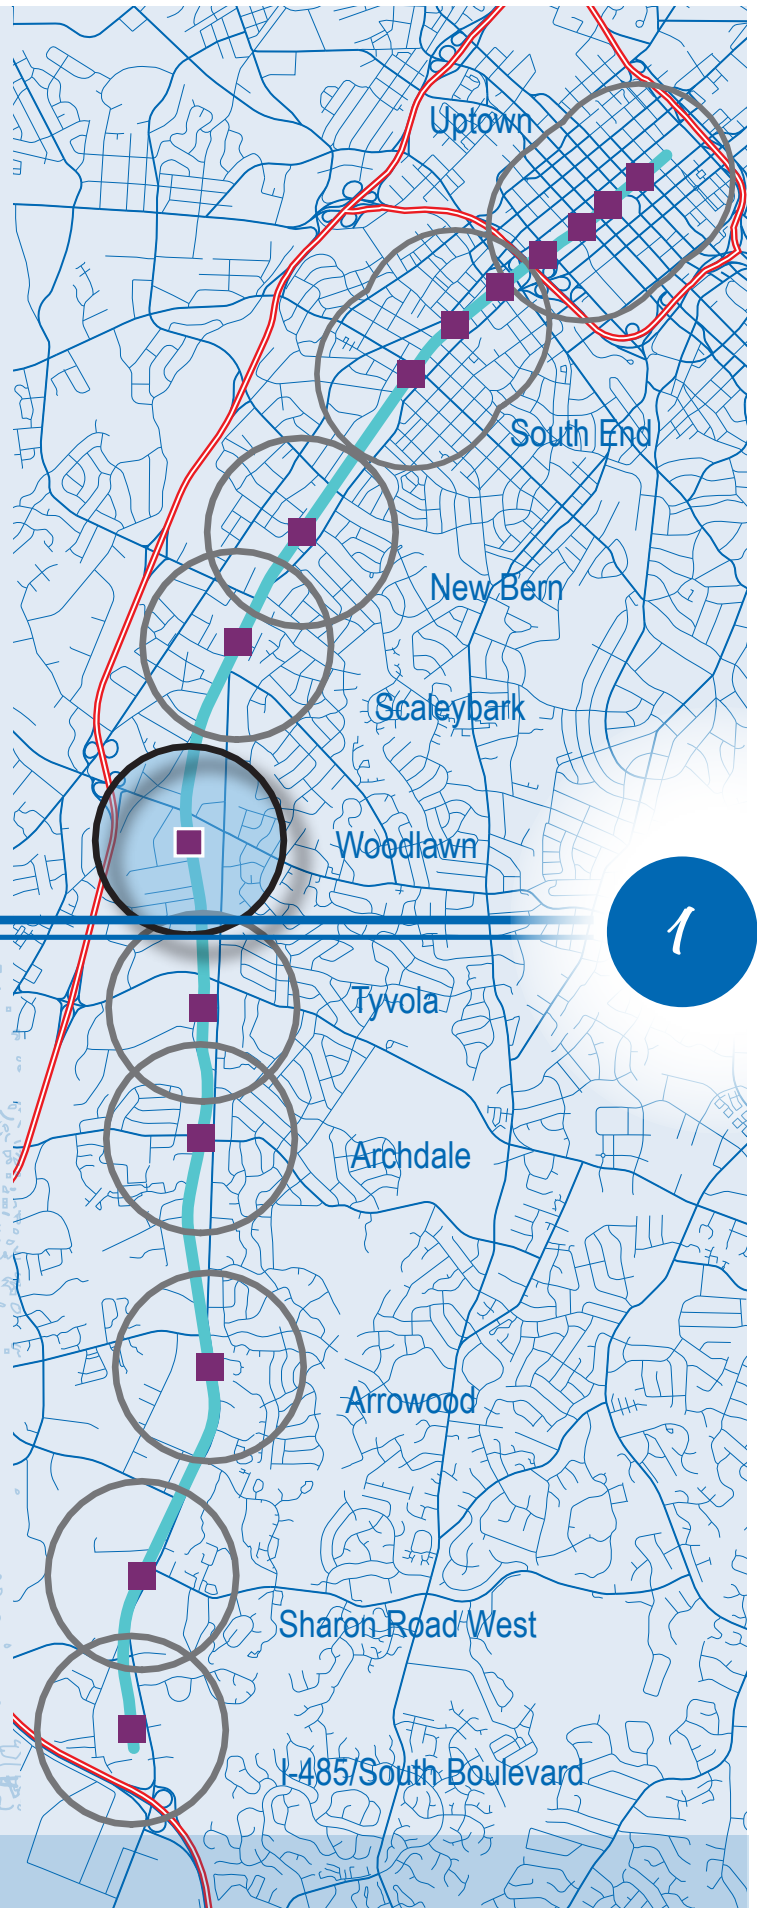 Uptown
South End
New Bern
Scaleybark
Woodlawn
1
Tyvola
Archdale
Arrowood
Sharon Road West
I-485/South Boulevard